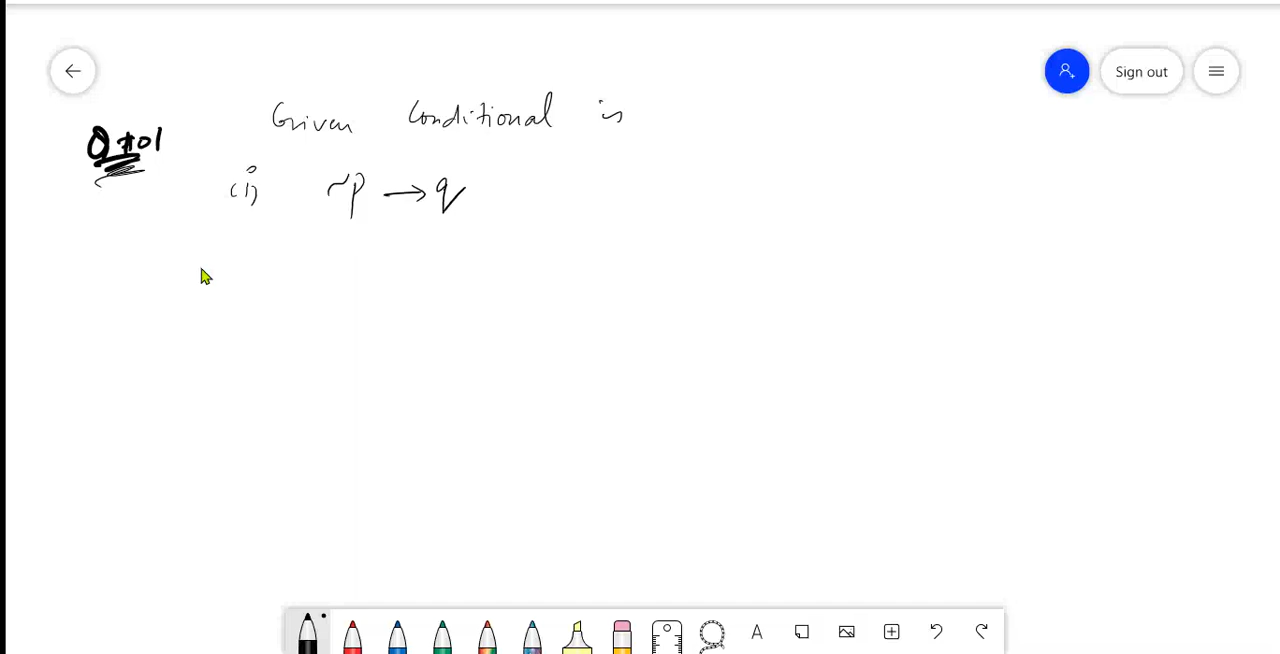 Sign out
Given Conditional is
Q#01
(i) ~p → q
A